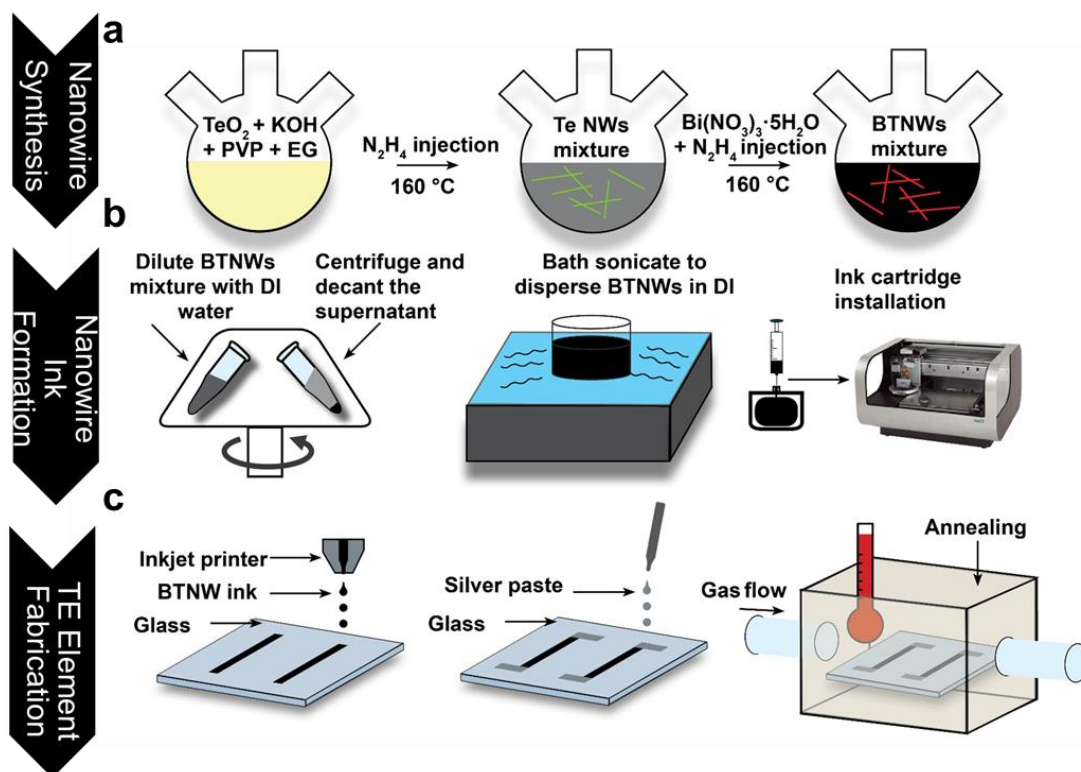 a
Nanowire
Synthesis
TeO2 + KOH
+ PVP + EG
N2H4 injection
160 °C
Te NWs
mixture
Bi(NO3)3·5H2O
+ N2H4 injection
160 °C
BTNWs
mixture
b
Nanowire
Ink
Formation
Dilute BTNWs
mixture with DI
water
Centrifuge and
decant the
supernatant
Bath sonicate to
disperse BTNWs in DI
Ink cartridge
installation
c
TE Element
Fabrication
Inkjet printer
BTNW ink
Glass
Silver paste
Glass
Gas flow
Annealing